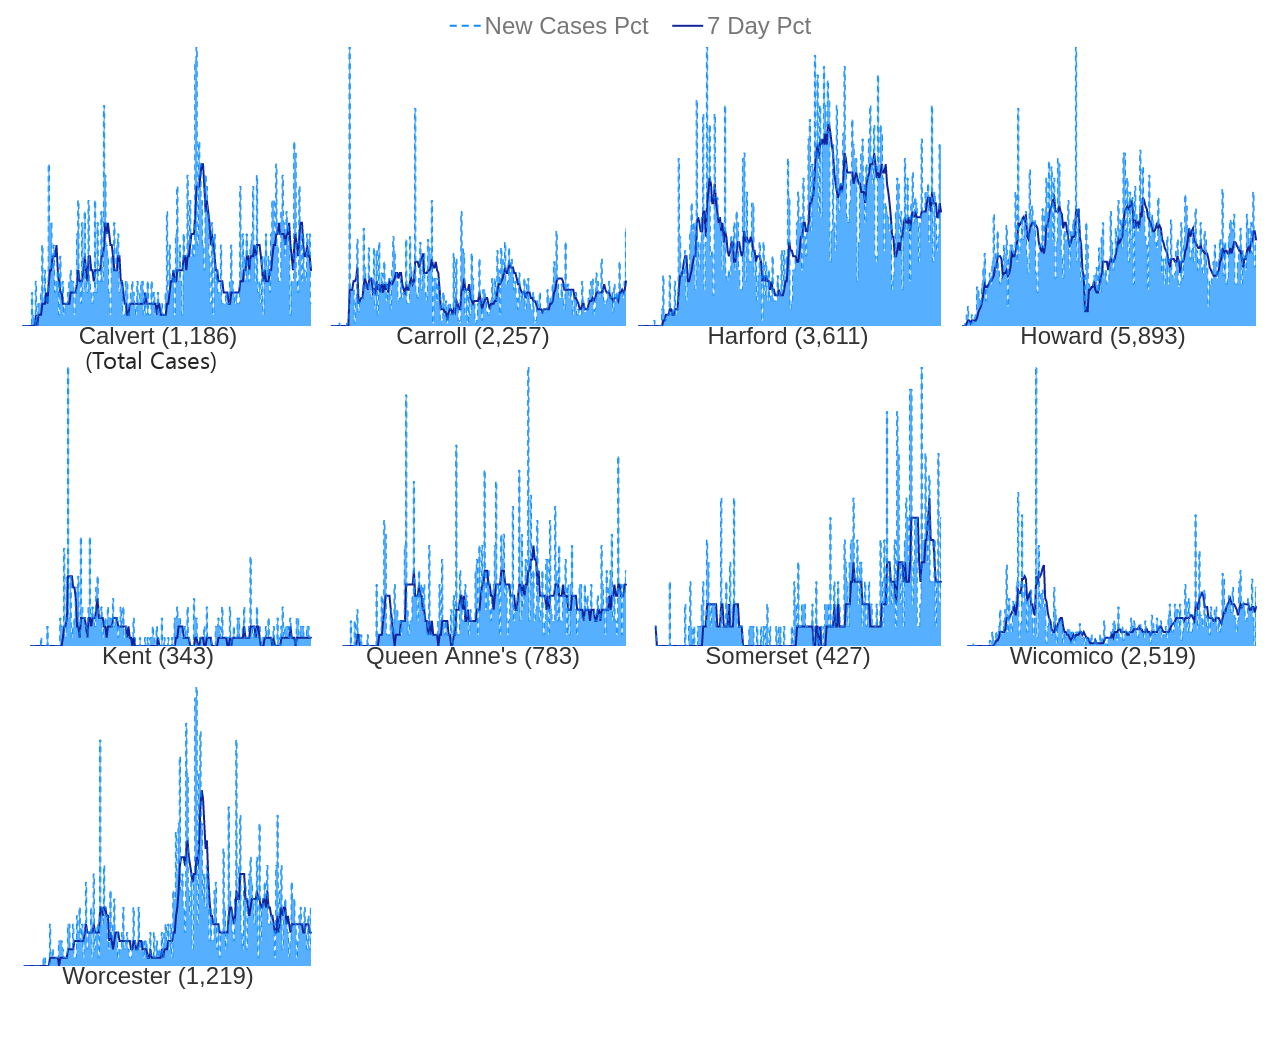 New Cases Pct 7 Day Pct
Calvert (1,186) Carroll (2,257) Harford (3,611) Howard (5,893)
(Total Cases)
Kent (343) Queen Anne's (783) Somerset (427) Wicomico (2,519)
Worcester (1,219)